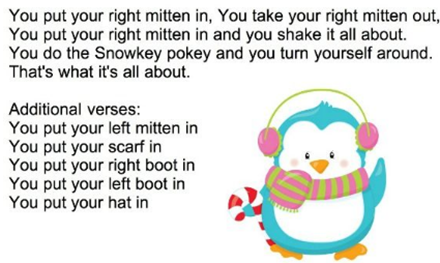 You put your right mitten in, You take your right mitten out,
You put your right mitten in and you shake it all about.
You do the Snowkey pokey and you turn yourself around.
That's what it's all about.
Additional verses:
You put your left mitten in
You put your scarf in
You put your right boot in
You put your left boot in
You put your hat in